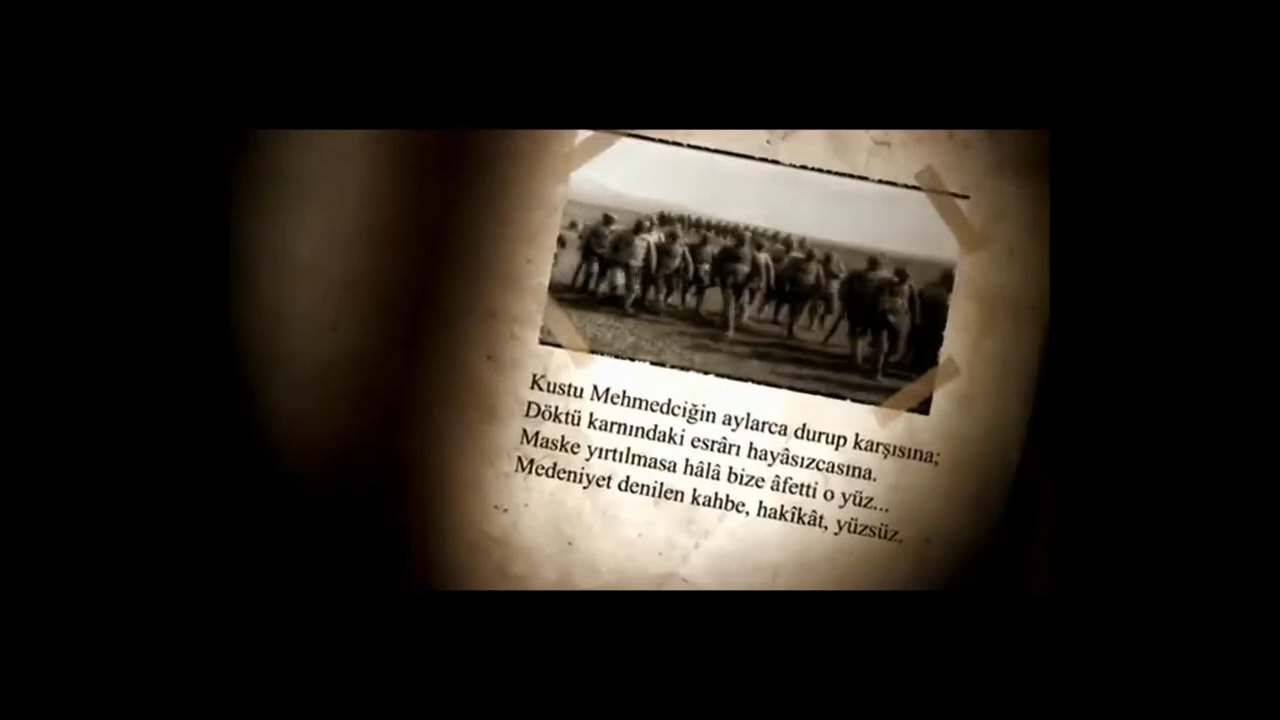 Kustu Mehmedciğin aylarca durup karşısına;
Döktü karnındaki esrârı hayâsızcasına.
Maske yırtılmasa hâlâ bize âfetti o yüz...
Medeniyet denilen kahbe, hakîkât, yüzsüz.